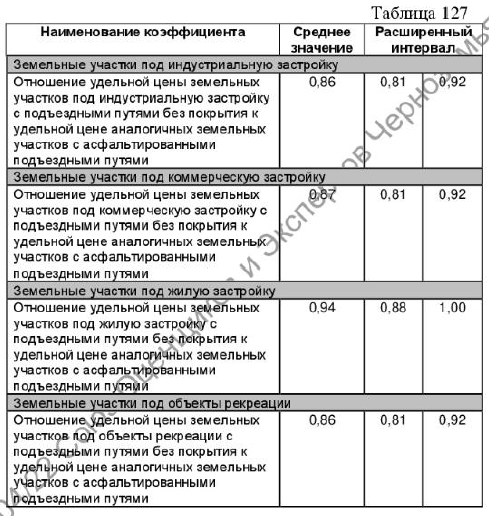 Таблица 127
Наименование коэффициента
Среднее значение
Расширенный интервал
Земельные участки под индустриальную застройку
Отношение удельной цены земельных
участков под индустриальную застройку
с подъездными путями без покрытия к
удельной цене аналогичных земельных
участков с асфальтированными
подъездными путями
0,86 0,81 0,92
Земельные участки под коммерческую застройку
Отношение удельной цены земельных
участков под коммерческую застройку с
подъездными путями без покрытия к
удельной цене аналогичных земельных
участков с асфальтированными
подъездными путями
0,87 0,81 0,92
Земельные участки под жилую застройку
Отношение удельной цены земельных
участков под жилую застройку с
подъездными путями без покрытия к
удельной цене аналогичных земельных
участков с асфальтированными
подъездными путями
0,94 0,88 1,00
Земельные участки под объекты рекреации
Отношение удельной цены земельных
участков под объекты рекреации с
подъездными путями без покрытия к
удельной цене аналогичных земельных
участков с асфальтированными
подъездными путями
0,86 0,81 0,92
Союз Оценщиков и Экспертов